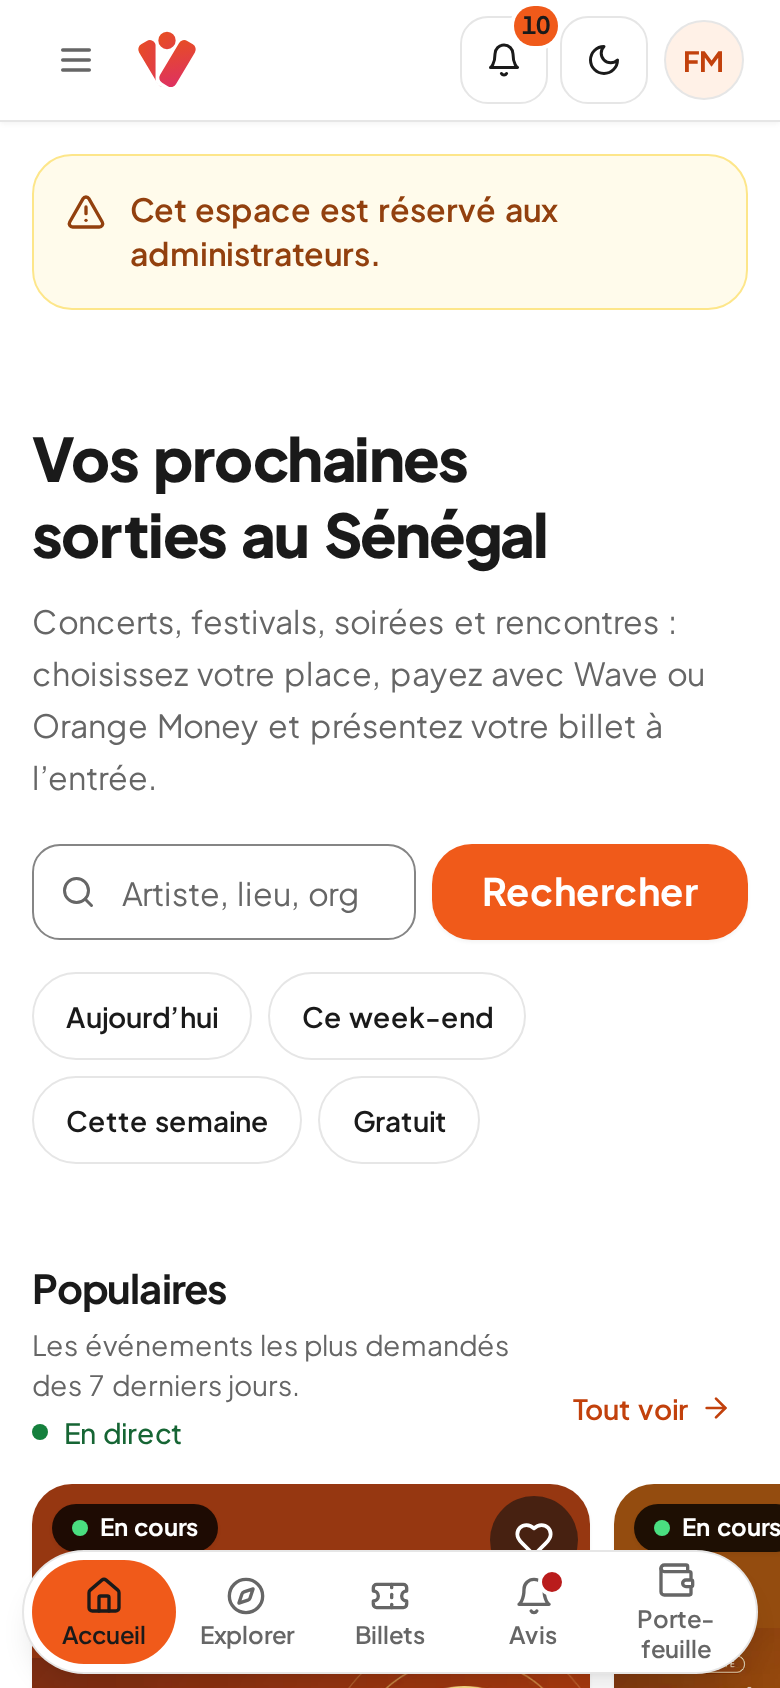 10
FM
Cet espace est réservé aux
administrateurs.
Vos prochaines
sorties au Sénégal
Concerts, festivals, soirées et rencontres :
choisissez votre place, payez avec Wave ou
Orange Money et présentez votre billet à
l’entrée.
Artiste, lieu, org
Rechercher
Aujourd’hui
Ce week-end
Cette semaine
Gratuit
Populaires
Les événements les plus demandés
des 7 derniers jours.
En direct
Tout voir
En cours
En cours
Accueil
Explorer
Billets
Avis
Porte-
feuille